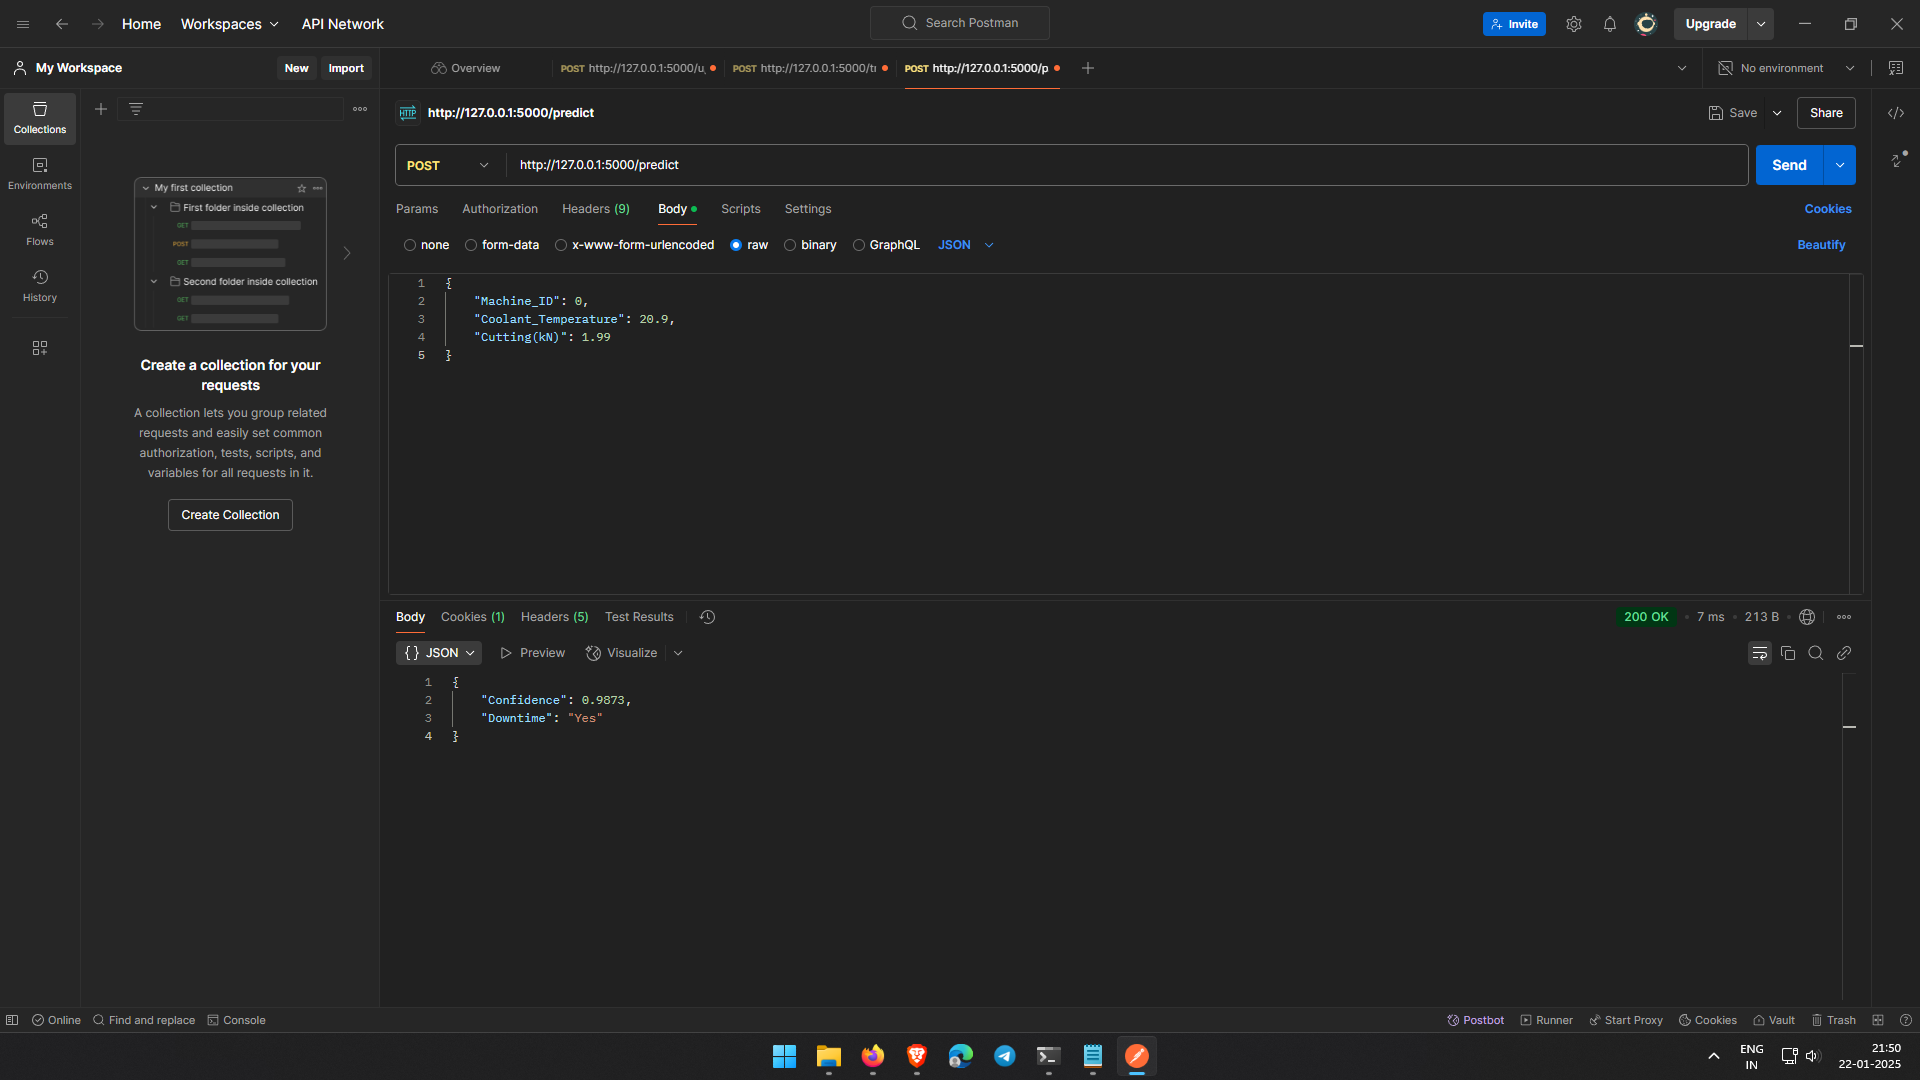 Home Workspaces API Network Search Postman Invite Upgrade
My Workspace New Import Overview POST http://127.0.0.1:5000/u POST http://127.0.0.1:5000/t POST http://127.0.0.1:5000/p No environment
Collections
Environments
Flows
History
My first collection
First folder inside collection
GET
POST
GET
Second folder inside collection
GET
GET
Create a collection for your
requests
A collection lets you group related
requests and easily set common
authorization, tests, scripts, and
variables for all requests in it.
Create Collection
HTTP http://127.0.0.1:5000/predict Save Share
POST http://127.0.0.1:5000/predict Send
Params Authorization Headers (9) Body Scripts Settings Cookies
none form-data x-www-form-urlencoded raw binary GraphQL JSON Beautify
1 {
2 "Machine_ID": 0,
3 "Coolant_Temperature": 20.9,
4 "Cutting(kN)": 1.99
5 }
Body Cookies (1) Headers (5) Test Results 200 OK 7 ms 213 B
{} JSON Preview Visualize
1 {
2 "Confidence": 0.9873,
3 "Downtime": "Yes"
4 }
Online Find and replace Console Postbot Runner Start Proxy Cookies Vault Trash
ENG
IN
21:50
22-01-2025